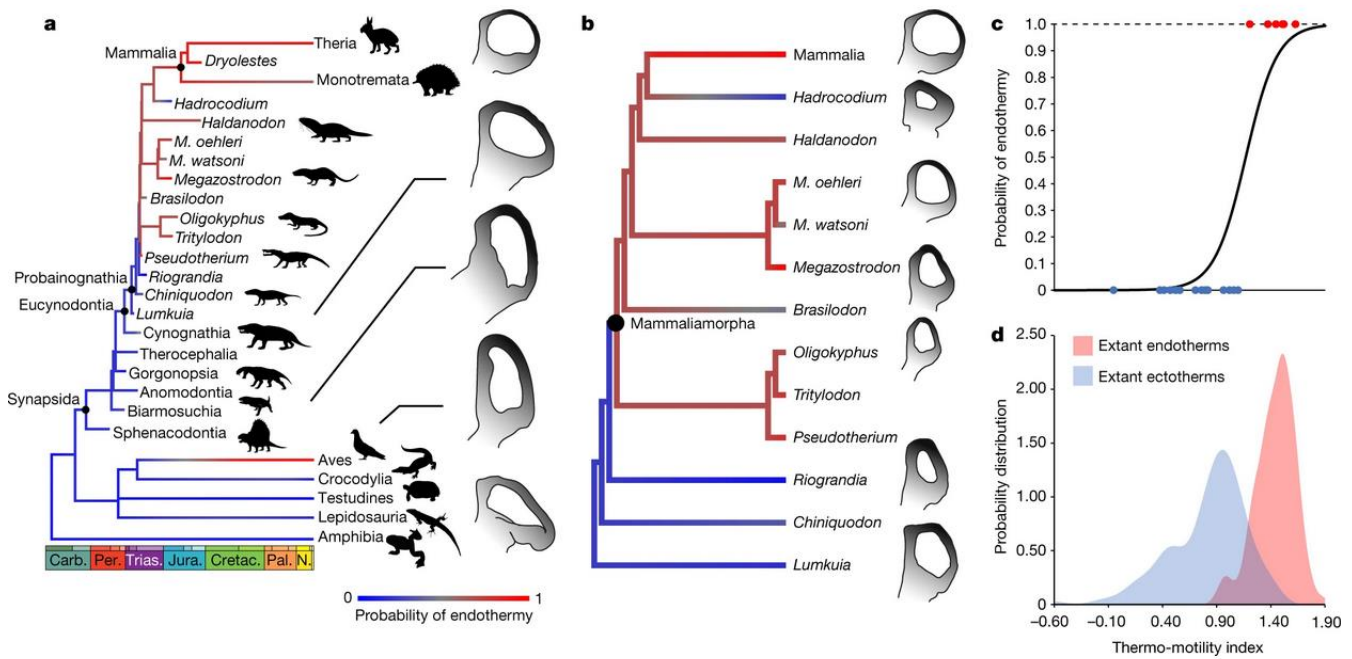 a
Mammalia
Theria
Dryolestes
Monotremata
Hadrocodium
Haldanodon
M. oehleri
M. watsoni
Megazostrodon
Brasilodon
Oligokyphus
Tritylodon
Pseudotherium
Probainognathia
Riograndia
Chiniquodon
Eucynodontia
Lumkuia
Cynognathia
Therocephalia
Gorgonopsia
Anomodontia
Synapsida
Biarmosuchia
Sphenacodontia
Aves
Crocodylia
Testudines
Lepidosauria
Amphibia
Carb. Per. Trias. Jura. Cretac. Pal. N.
0 1
Probability of endothermy
b
Mammalia
Hadrocodium
Haldanodon
M. oehleri
M. watsoni
Megazostrodon
Brasilodon
Mammaliamorpha
Oligokyphus
Tritylodon
Pseudotherium
Riograndia
Chiniquodon
Lumkuia
c
Probability of endothermy
1.0
0.9
0.8
0.7
0.6
0.5
0.4
0.3
0.2
0.1
0
d
Probability distribution
2.50
2.00
1.50
1.00
0.50
0
Extant endotherms
Extant ectotherms
−0.60 −0.10 0.40 0.90 1.40 1.90
Thermo-motility index